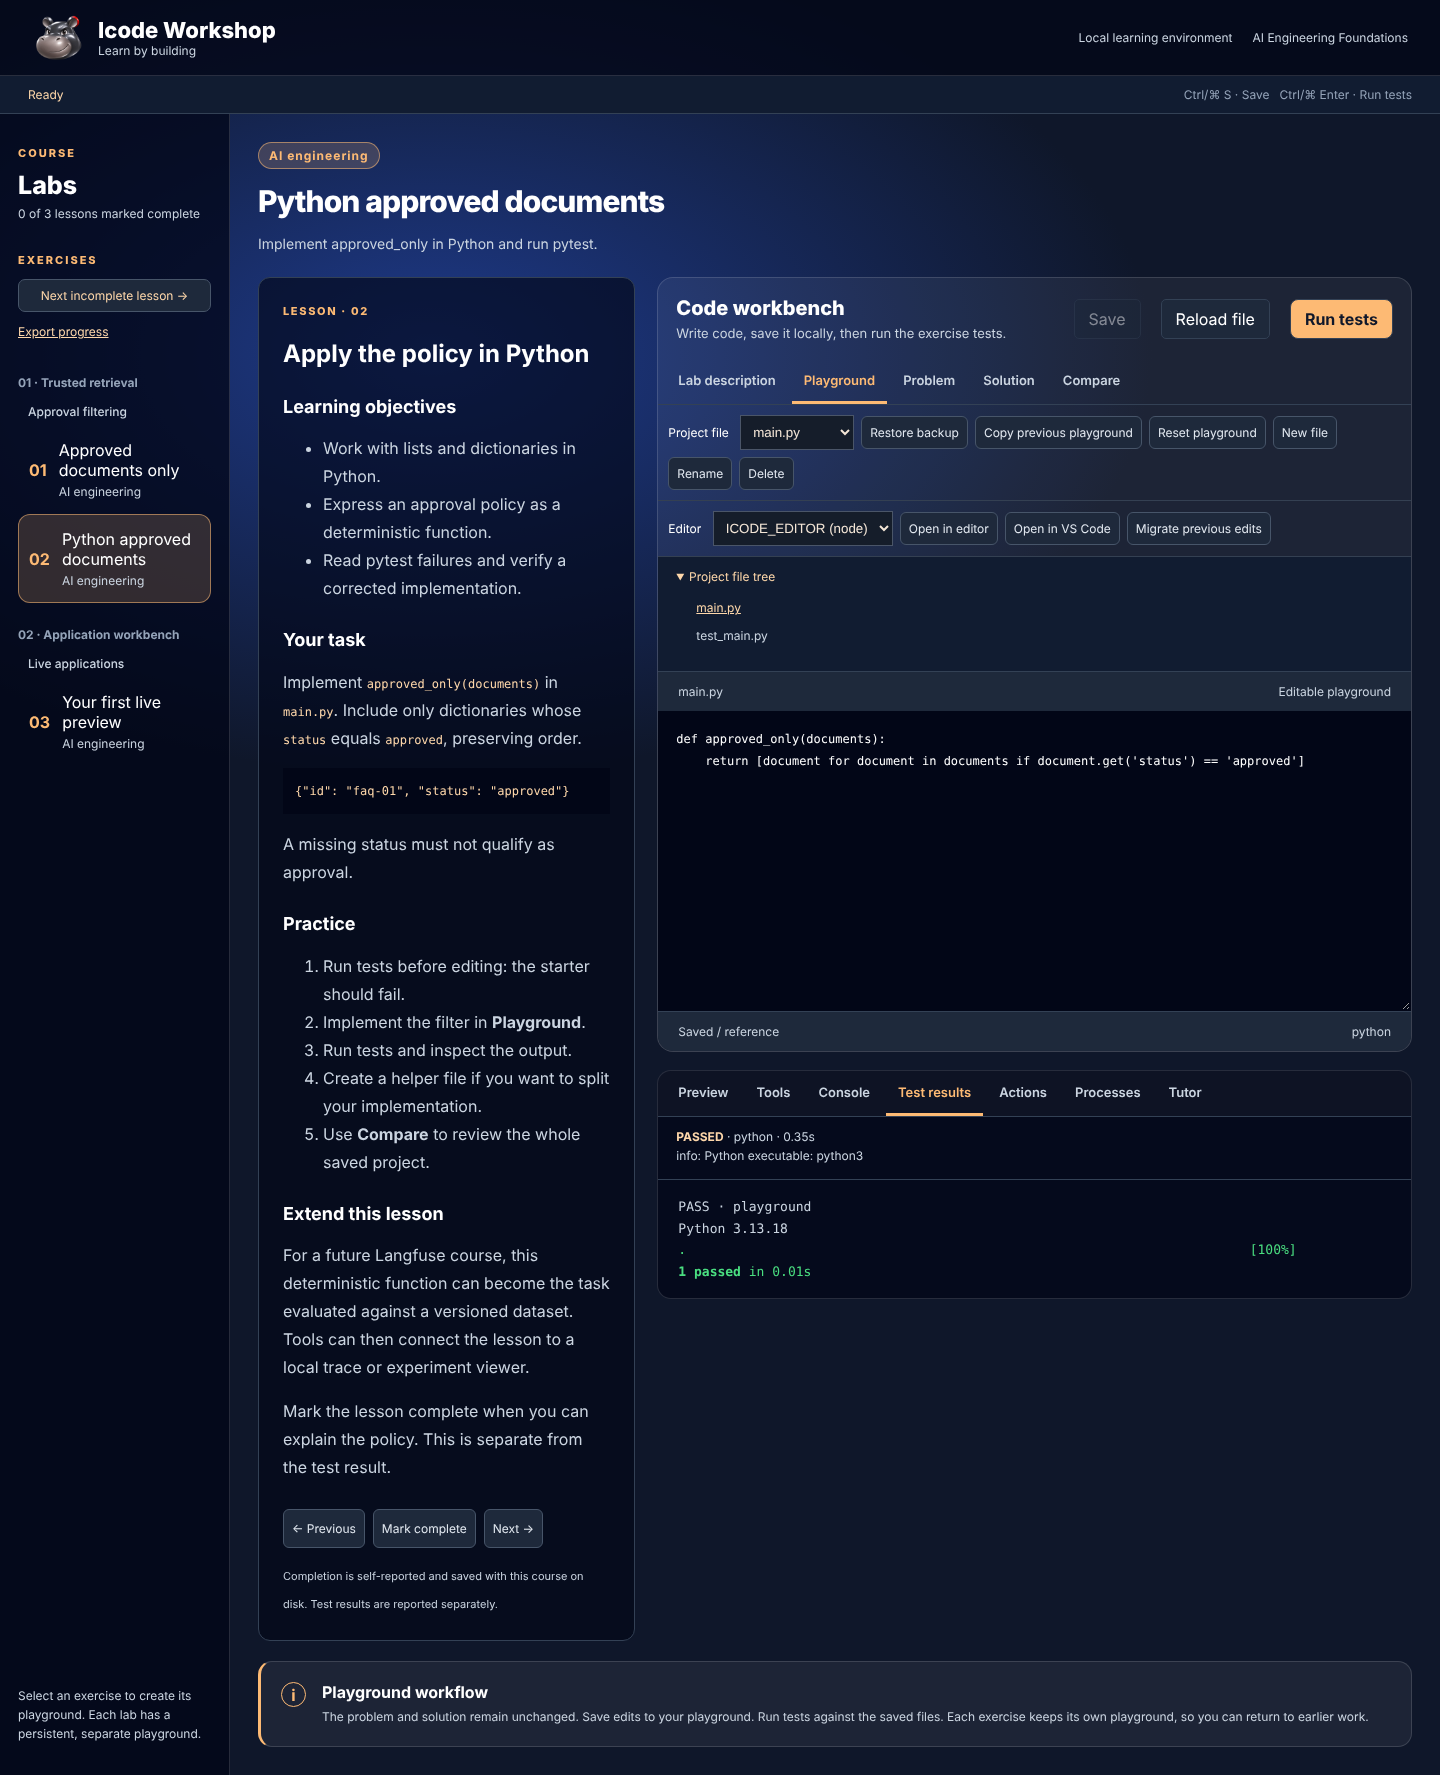 Icode Workshop
Learn by building
Local learning environment
AI Engineering Foundations
Ready
Ctrl/⌘ S · Save
Ctrl/⌘ Enter · Run tests
COURSE
Labs
0 of 3 lessons marked complete
EXERCISES
Next incomplete lesson →
Export progress
01 · Trusted retrieval
Approval filtering
01
Approved
documents only
AI engineering
02
Python approved
documents
AI engineering
02 · Application workbench
Live applications
03
Your first live
preview
AI engineering
Select an exercise to create its
playground. Each lab has a
persistent, separate playground.
AI engineering
Python approved documents
Implement approved_only in Python and run pytest.
LESSON · 02
Apply the policy in Python
Learning objectives
• Work with lists and dictionaries in
Python.
• Express an approval policy as a
deterministic function.
• Read pytest failures and verify a
corrected implementation.
Your task
Implement approved_only(documents) in
main.py. Include only dictionaries whose
status equals approved, preserving order.
{"id": "faq-01", "status": "approved"}
A missing status must not qualify as
approval.
Practice
1. Run tests before editing: the starter
should fail.
2. Implement the filter in Playground.
3. Run tests and inspect the output.
4. Create a helper file if you want to split
your implementation.
5. Use Compare to review the whole
saved project.
Extend this lesson
For a future Langfuse course, this
deterministic function can become the task
evaluated against a versioned dataset.
Tools can then connect the lesson to a
local trace or experiment viewer.
Mark the lesson complete when you can
explain the policy. This is separate from
the test result.
← Previous
Mark complete
Next →
Completion is self-reported and saved with this course on
disk. Test results are reported separately.
Code workbench
Write code, save it locally, then run the exercise tests.
Save
Reload file
Run tests
Lab description
Playground
Problem
Solution
Compare
Project file
main.py
Restore backup
Copy previous playground
Reset playground
New file
Rename
Delete
Editor
ICODE_EDITOR (node)
Open in editor
Open in VS Code
Migrate previous edits
▼ Project file tree
main.py
test_main.py
main.py
Editable playground
def approved_only(documents):
    return [document for document in documents if document.get('status') == 'approved']
Saved / reference
python
Preview
Tools
Console
Test results
Actions
Processes
Tutor
PASSED · python · 0.35s
info: Python executable: python3
PASS · playground
Python 3.13.18
. [100%]
1 passed in 0.01s
i
Playground workflow
The problem and solution remain unchanged. Save edits to your playground. Run tests against the saved files. Each exercise keeps its own playground, so you can return to earlier work.